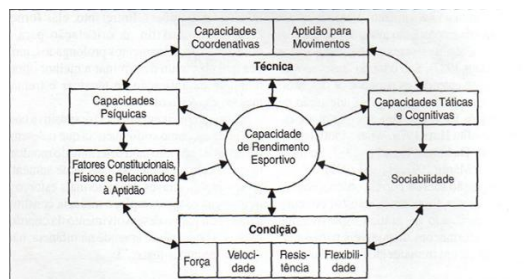 Capacidades
Coordenativas
Aptidão para
Movimentos
Técnica
Capacidades
Psíquicas
Capacidades Táticas
e Cognitivas
Capacidade
de Rendimento
Esportivo
Fatores Constitucionais,
Físicos e Relacionados
à Aptidão
Sociabilidade
Condição
Força
Veloci-
dade
Resis-
tência
Flexibili-
dade